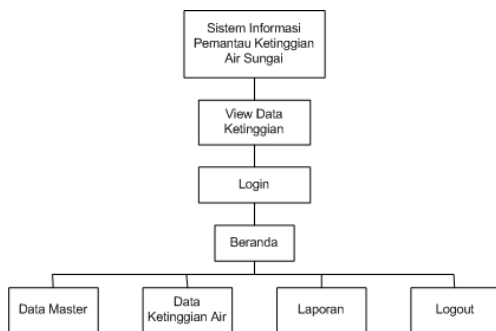 Sistem Informasi
Pemantau Ketinggian
Air Sungai
View Data
Ketinggian
Login
Beranda
Data Master
Data
Ketinggian Air
Laporan
Logout